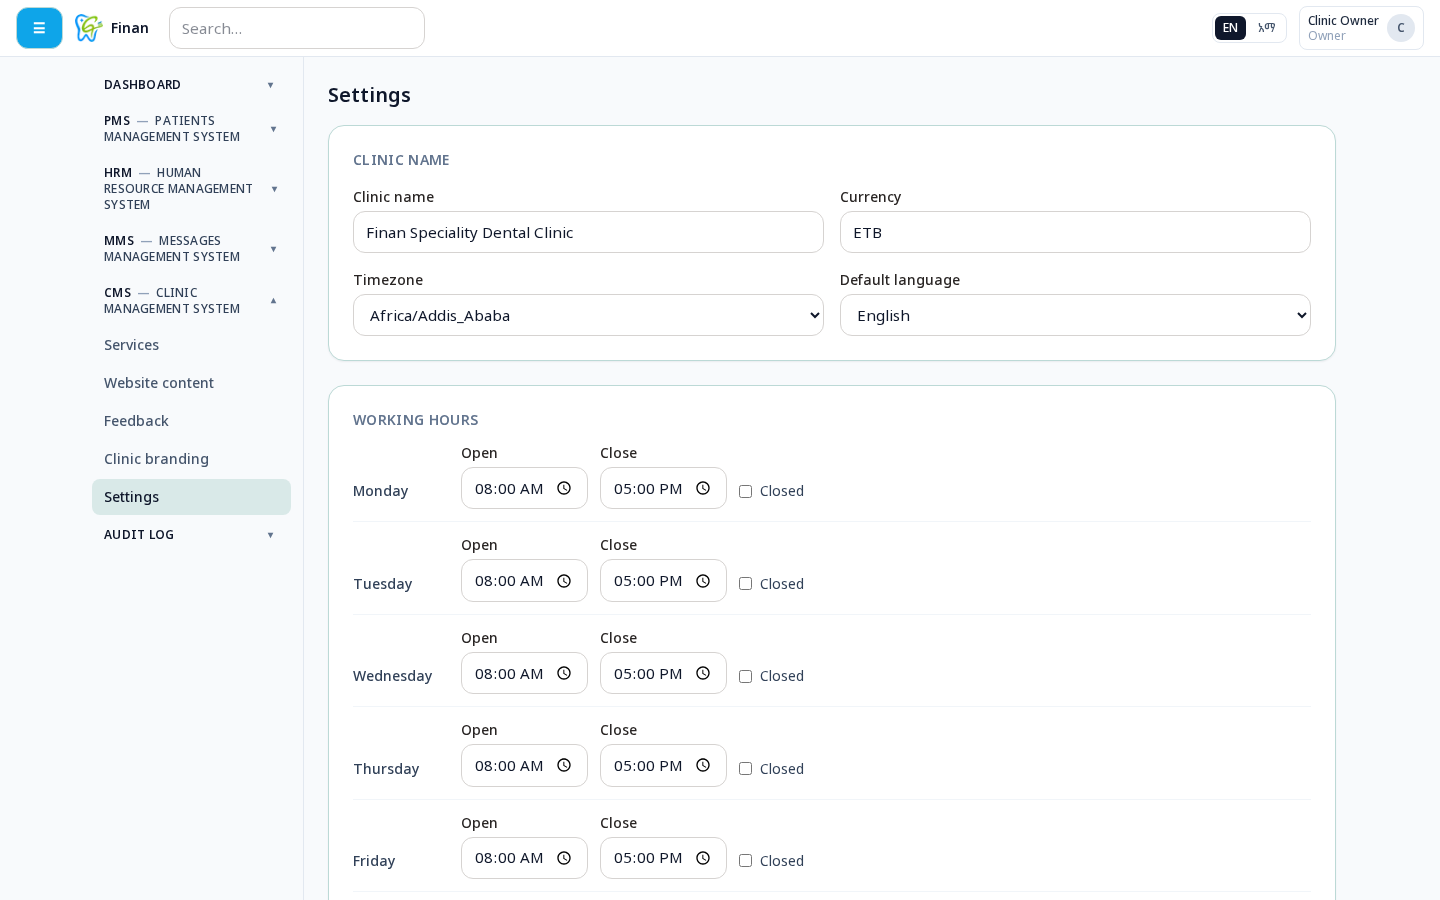 ☰
Finan
Search...
EN
አማ
Clinic Owner
Owner
C
DASHBOARD
PMS — PATIENTS
MANAGEMENT SYSTEM
HRM — HUMAN
RESOURCE MANAGEMENT
SYSTEM
MMS — MESSAGES
MANAGEMENT SYSTEM
CMS — CLINIC
MANAGEMENT SYSTEM
Services
Website content
Feedback
Clinic branding
Settings
AUDIT LOG
Settings
CLINIC NAME
Clinic name
Currency
Finan Speciality Dental Clinic
ETB
Timezone
Default language
Africa/Addis_Ababa
English
WORKING HOURS
Open
Close
Monday
08:00 AM
05:00 PM
Closed
Open
Close
Tuesday
08:00 AM
05:00 PM
Closed
Open
Close
Wednesday
08:00 AM
05:00 PM
Closed
Open
Close
Thursday
08:00 AM
05:00 PM
Closed
Open
Close
Friday
08:00 AM
05:00 PM
Closed